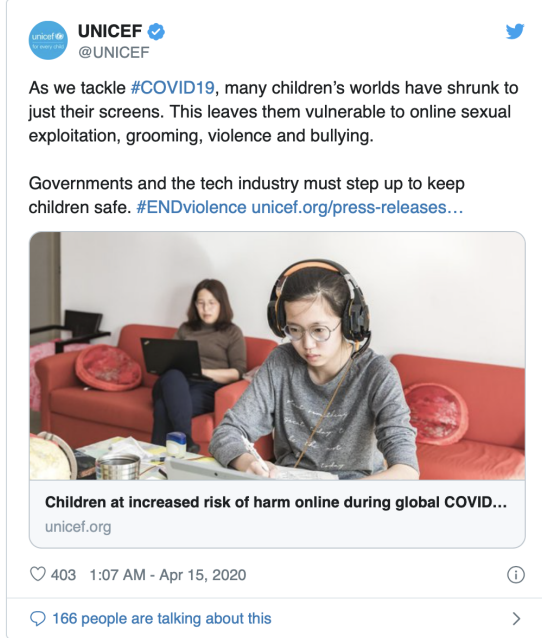 unicef
for every child
UNICEF
@UNICEF
As we tackle #COVID19, many children’s worlds have shrunk to
just their screens. This leaves them vulnerable to online sexual
exploitation, grooming, violence and bullying.
Governments and the tech industry must step up to keep
children safe. #ENDviolence unicef.org/press-releases…
Children at increased risk of harm online during global COVID…
unicef.org
403 1:07 AM - Apr 15, 2020
166 people are talking about this